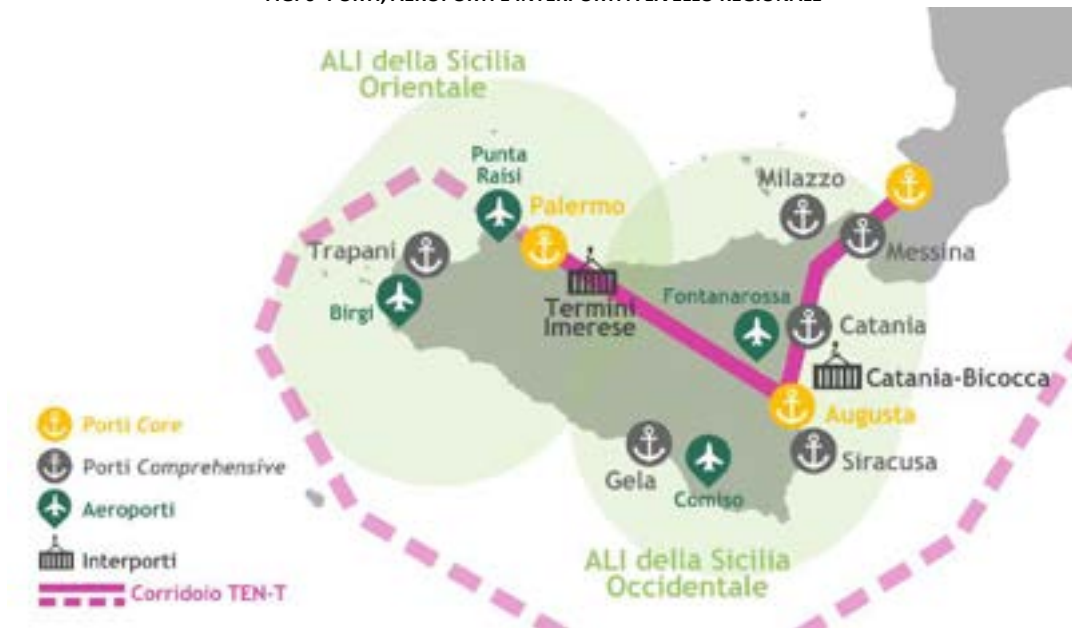 ALI della Sicilia
Orientale
Punta
Raisi
Palermo
Milazzo
Trapani
Messina
Birgi
Termini
Imerese
Fontanarossa
Catania
Catania-Bicocca
Augusta
Siracusa
Gela
Comiso
ALI della Sicilia
Occidentale
Porti Core
Porti Comprehensive
Aeroporti
Interporti
Corridoio TEN-T